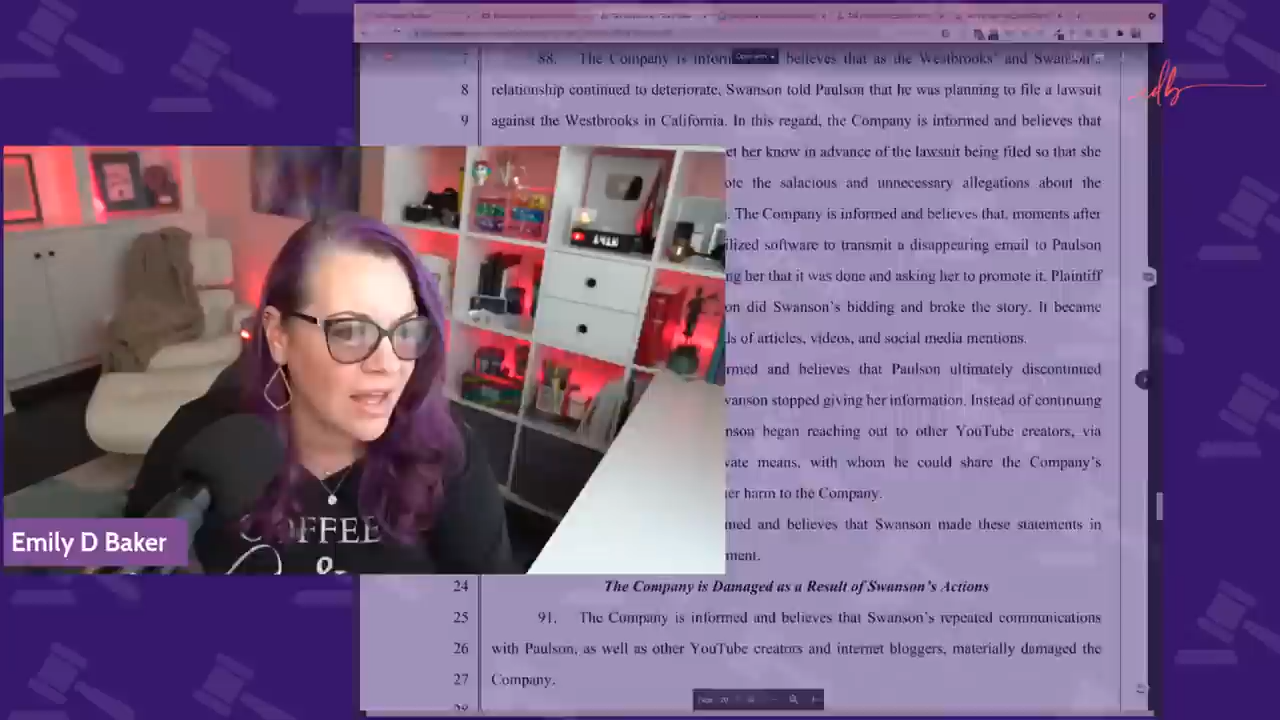 7 88. The Company is inform believes that as the Westbrooks' and Swanson's
8 relationship continued to deteriorate, Swanson told Paulson that he was planning to file a lawsuit
9 against the Westbrooks in California. In this regard, the Company is informed and believes that
et her know in advance of the lawsuit being filed so that she
ote the salacious and unnecessary allegations about the
. The Company is informed and believes that, moments after
ilized software to transmit a disappearing email to Paulson
ng her that it was done and asking her to promote it. Plaintiff
on did Swanson's bidding and broke the story. It became
ds of articles, videos, and social media mentions.
rmed and believes that Paulson ultimately discontinued
wanson stopped giving her information. Instead of continuing
nson began reaching out to other YouTube creators, via
vate means, with whom he could share the Company's
er harm to the Company.
med and believes that Swanson made these statements in
ment.
24 The Company is Damaged as a Result of Swanson's Actions
25 91. The Company is informed and believes that Swanson's repeated communications
26 with Paulson, as well as other YouTube creators and internet bloggers, materially damaged the
27 Company.
edb
COFFEE
&
Emily D Baker